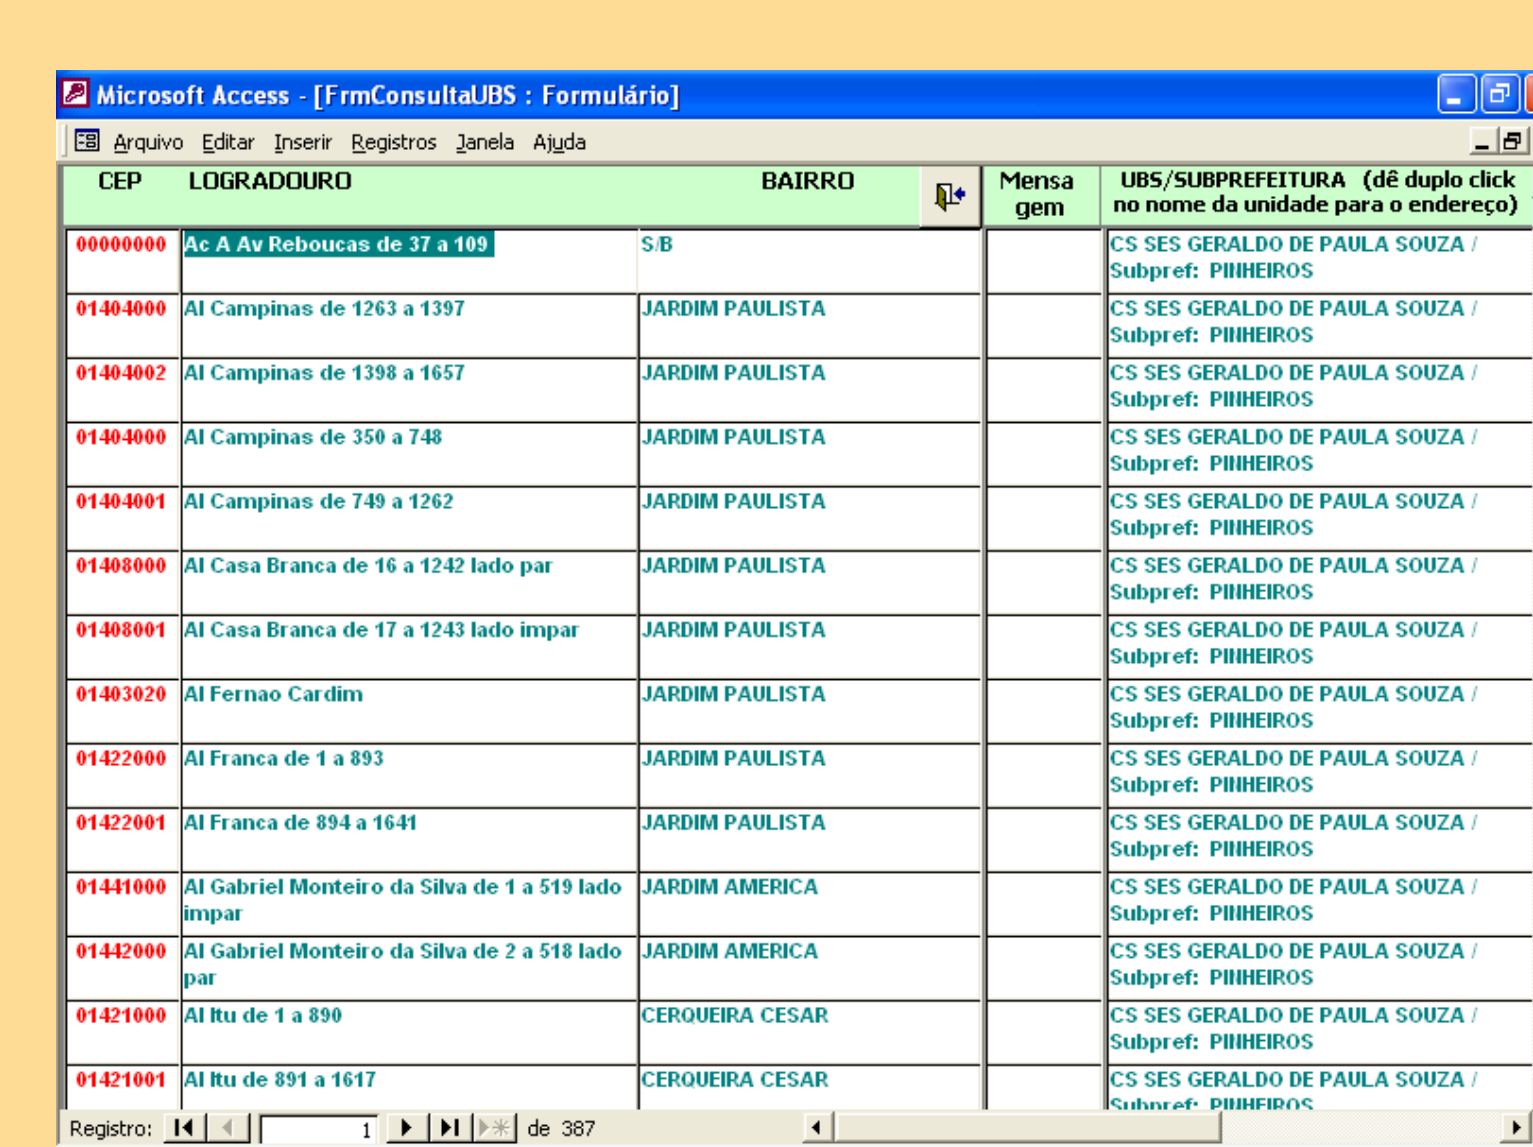 Microsoft Access - [FrmConsultaUBS : Formulário]
Arquivo Editar Inserir Registros Janela Ajuda
CEP LOGRADOURO BAIRRO Mensa UBS/SUBPREFEITURA (dê duplo click
gem no nome da unidade para o endereço)
00000000 Ac A Av Reboucas de 37 a 109 S/B CS SES GERALDO DE PAULA SOUZA /
Subpref: PINHEIROS
01404000 Al Campinas de 1263 a 1397 JARDIM PAULISTA CS SES GERALDO DE PAULA SOUZA /
Subpref: PINHEIROS
01404002 Al Campinas de 1398 a 1657 JARDIM PAULISTA CS SES GERALDO DE PAULA SOUZA /
Subpref: PINHEIROS
01404000 Al Campinas de 350 a 748 JARDIM PAULISTA CS SES GERALDO DE PAULA SOUZA /
Subpref: PINHEIROS
01404001 Al Campinas de 749 a 1262 JARDIM PAULISTA CS SES GERALDO DE PAULA SOUZA /
Subpref: PINHEIROS
01408000 Al Casa Branca de 16 a 1242 lado par JARDIM PAULISTA CS SES GERALDO DE PAULA SOUZA /
Subpref: PINHEIROS
01408001 Al Casa Branca de 17 a 1243 lado impar JARDIM PAULISTA CS SES GERALDO DE PAULA SOUZA /
Subpref: PINHEIROS
01403020 Al Fernao Cardim JARDIM PAULISTA CS SES GERALDO DE PAULA SOUZA /
Subpref: PINHEIROS
01422000 Al Franca de 1 a 893 JARDIM PAULISTA CS SES GERALDO DE PAULA SOUZA /
Subpref: PINHEIROS
01422001 Al Franca de 894 a 1641 JARDIM PAULISTA CS SES GERALDO DE PAULA SOUZA /
Subpref: PINHEIROS
01441000 Al Gabriel Monteiro da Silva de 1 a 519 lado JARDIM AMERICA CS SES GERALDO DE PAULA SOUZA /
impar Subpref: PINHEIROS
01442000 Al Gabriel Monteiro da Silva de 2 a 518 lado JARDIM AMERICA CS SES GERALDO DE PAULA SOUZA /
par Subpref: PINHEIROS
01421000 Al Itu de 1 a 890 CERQUEIRA CESAR CS SES GERALDO DE PAULA SOUZA /
Subpref: PINHEIROS
01421001 Al Itu de 891 a 1617 CERQUEIRA CESAR CS SES GERALDO DE PAULA SOUZA /
Subpref: PINHEIROS
Registro: 1 de 387